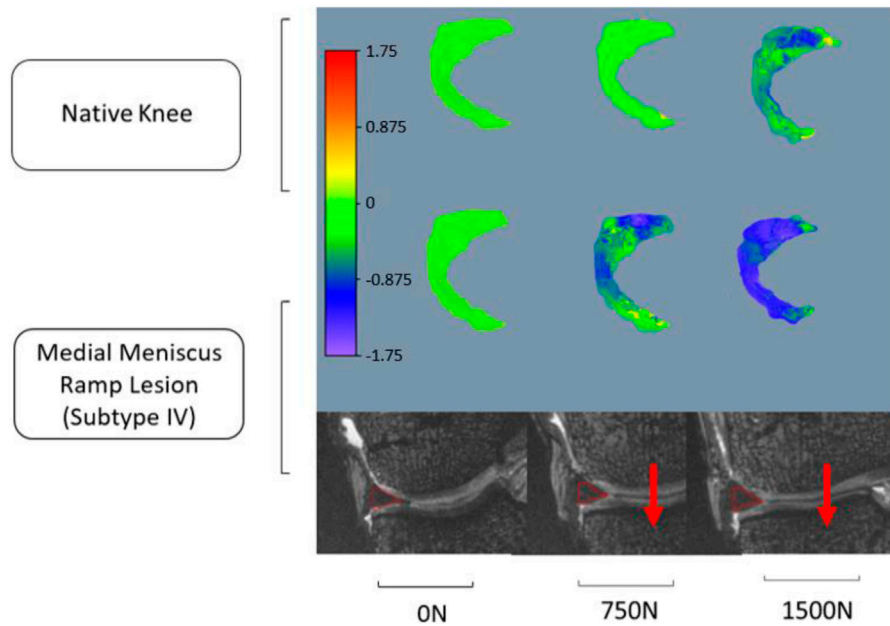 Native Knee
1.75
0.875
0
-0.875
-1.75
Medial Meniscus
Ramp Lesion
(Subtype IV)
0N
750N
1500N